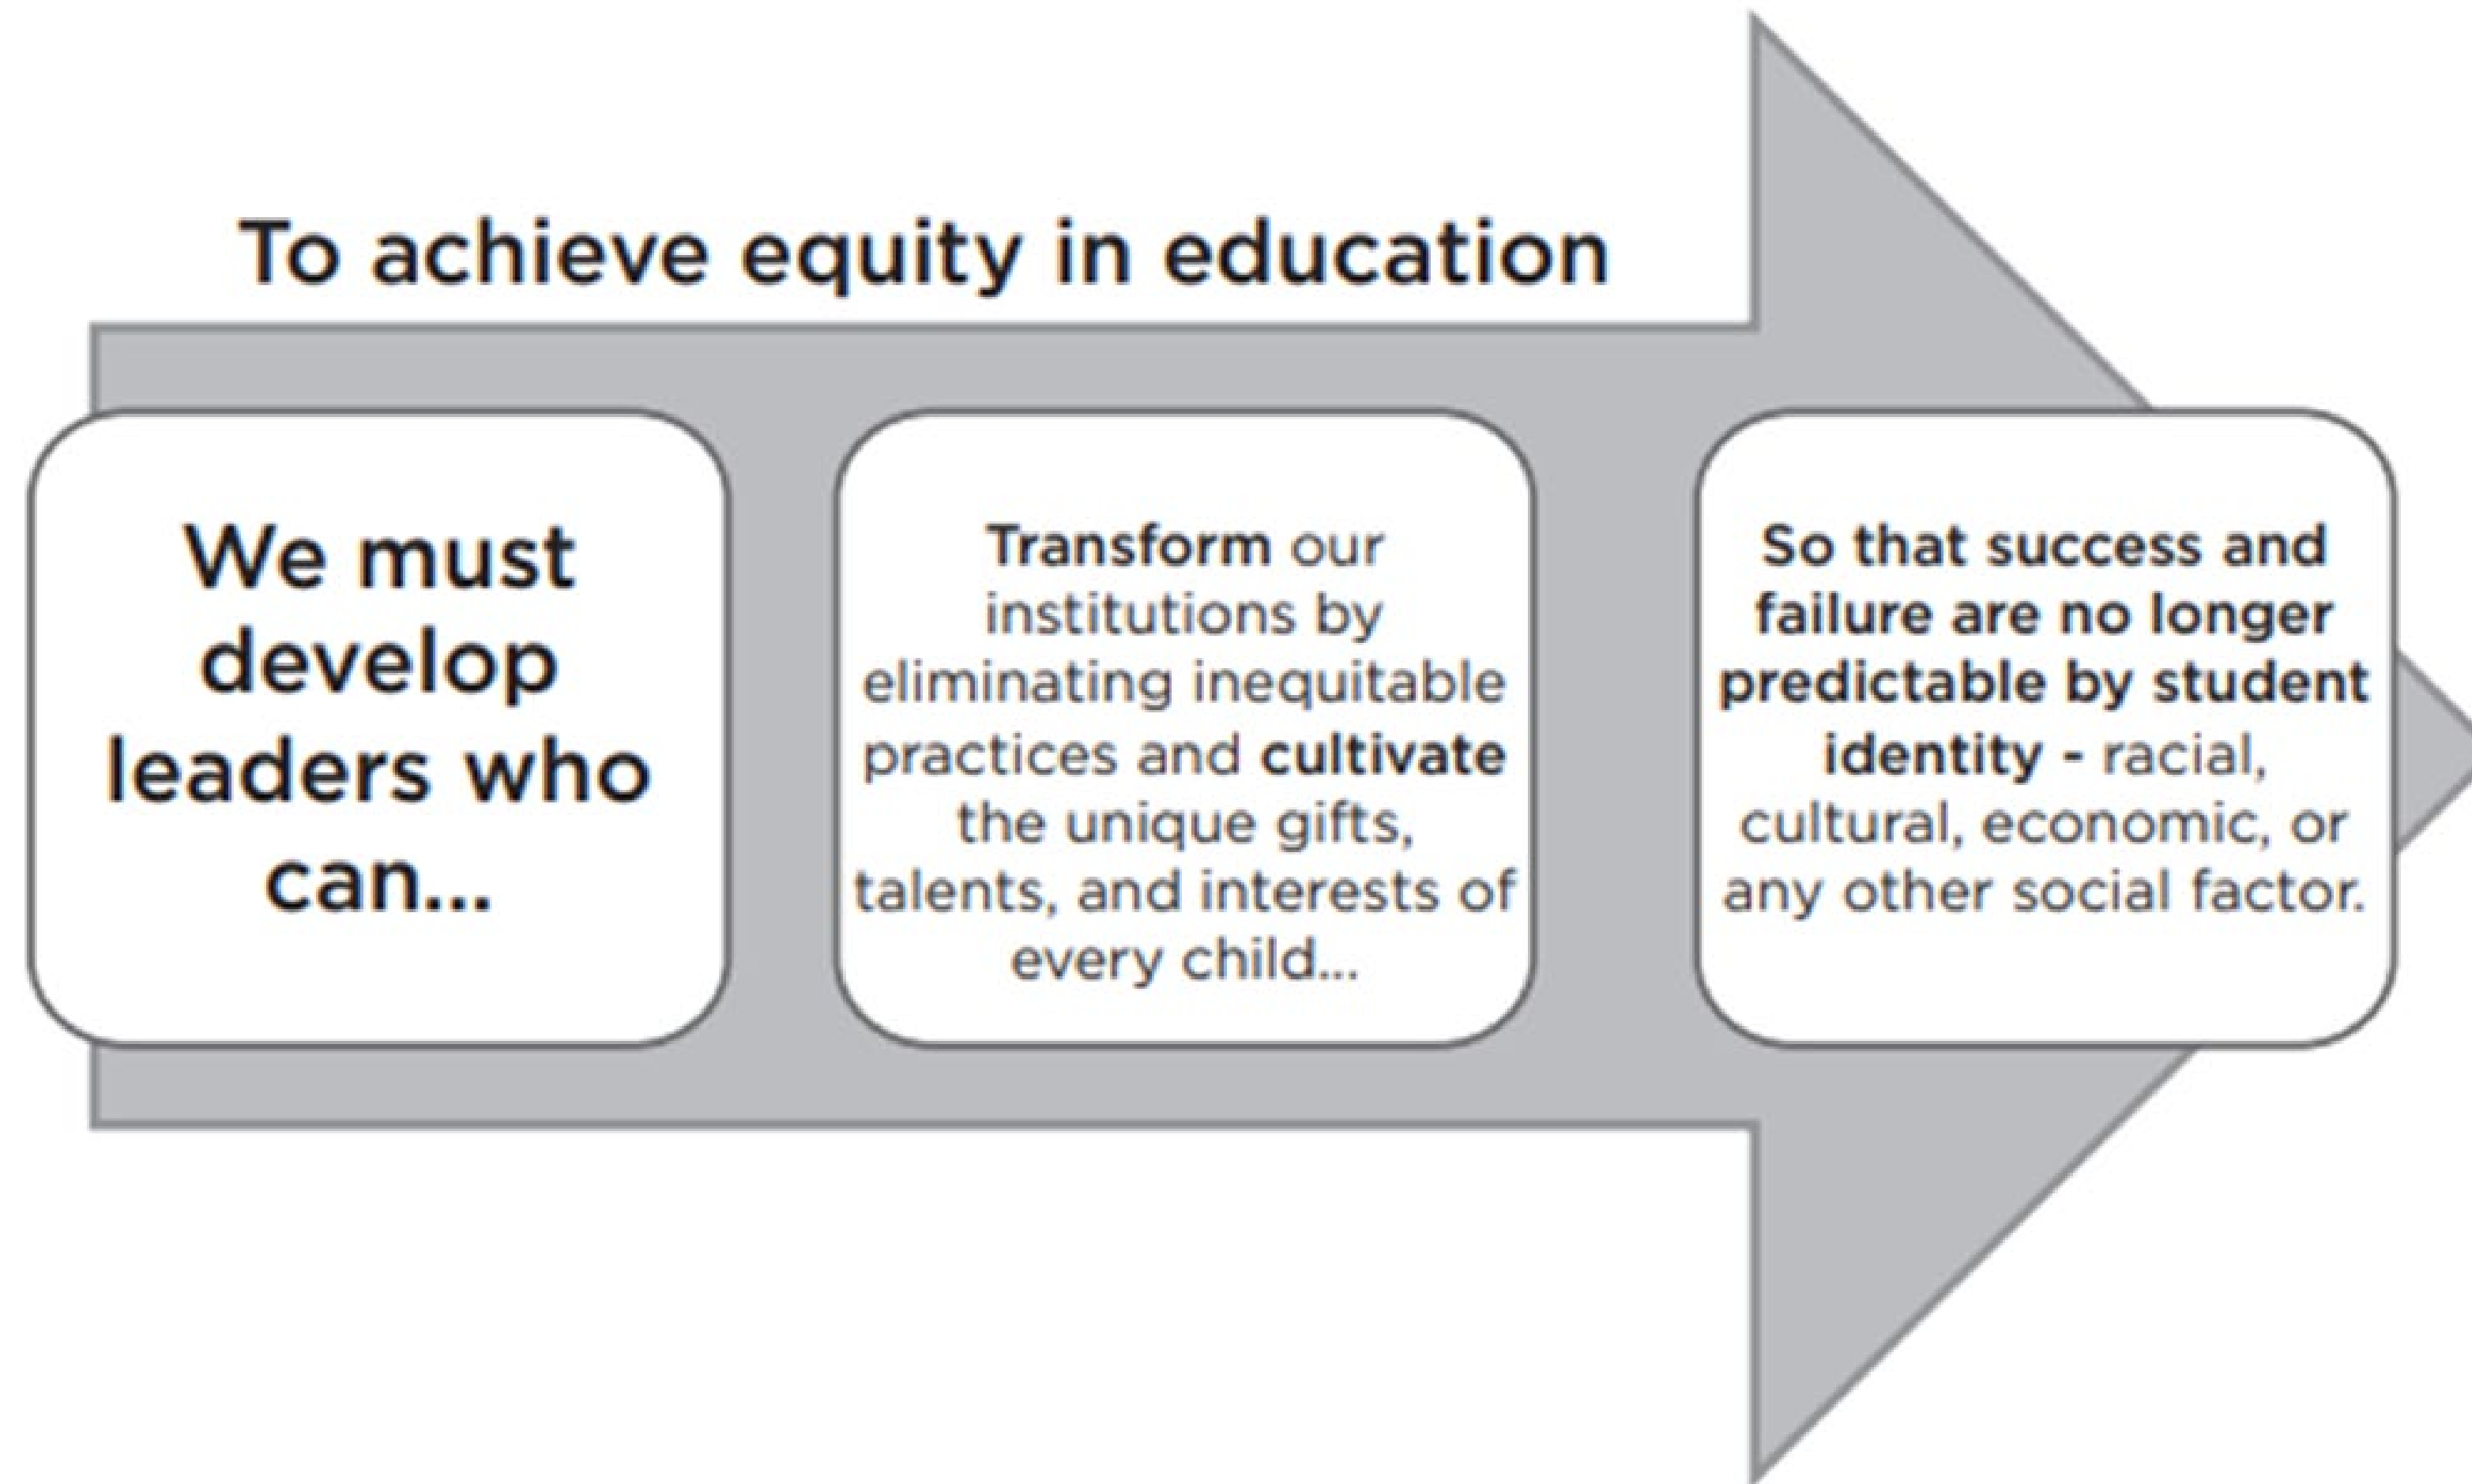 To achieve equity in education
We must
develop
leaders who
can...
Transform our
institutions by
eliminating inequitable
practices and cultivate
the unique gifts,
talents, and interests of
every child...
So that success and
failure are no longer
predictable by student
identity - racial,
cultural, economic, or
any other social factor.